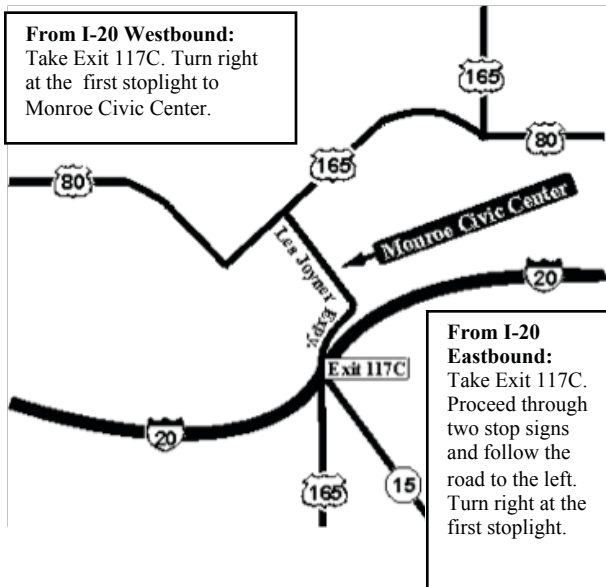 From I-20 Westbound:
Take Exit 117C. Turn right
at the first stoplight to
Monroe Civic Center.
165
80
165
80
Monroe Civic Center
Lea Joyner
Expy.
20
Exit 117C
20
165
15
From I-20
Eastbound:
Take Exit 117C.
Proceed through
two stop signs
and follow the
road to the left.
Turn right at the
first stoplight.